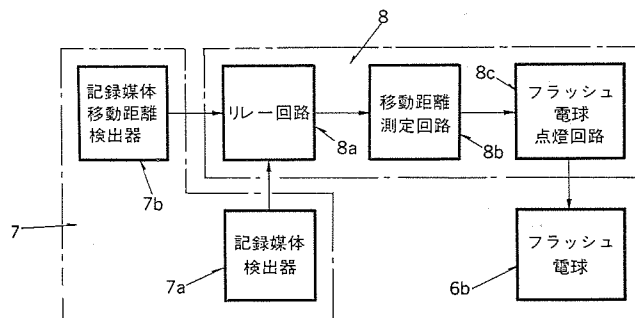 8
記録媒体
移動距離
検出器
リレー回路
移動距離
測定回路
8c
フラッシュ
電球
点燈回路
8a
8b
7b
7
記録媒体
検出器
7a
フラッシュ
電球
6b